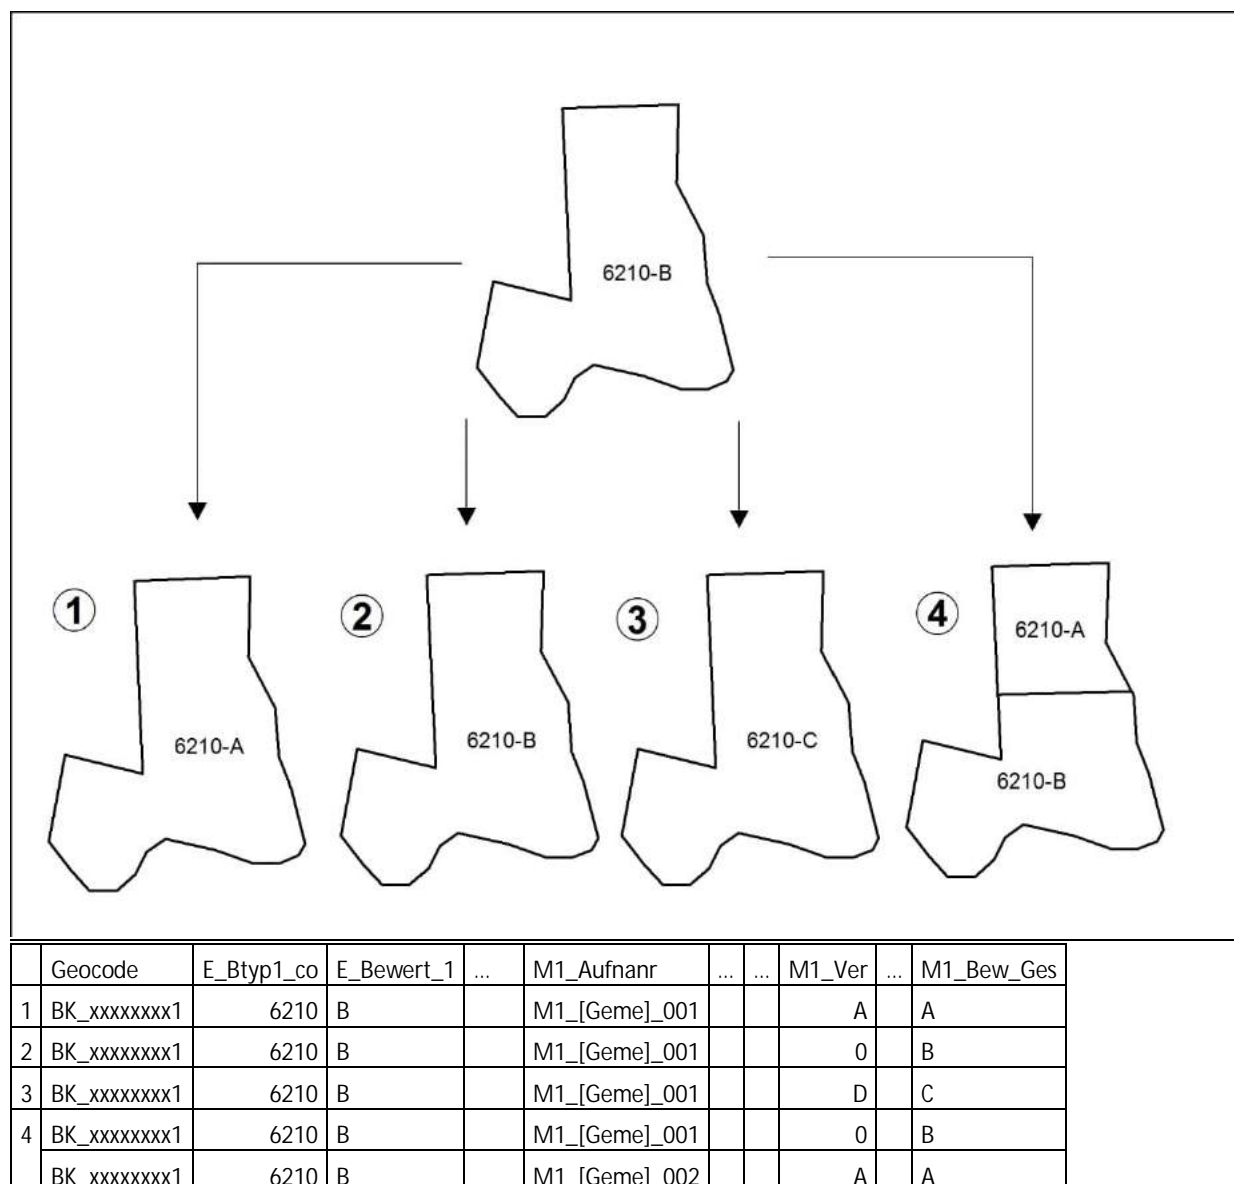 6210-B
1
2
3
4
6210-A
6210-A
6210-B
6210-C
6210-B
Geocode E_Btyp1_co E_Bewert_1 ... M1_Aufnanr ... ... M1_Ver ... M1_Bew_Ges
1 BK_xxxxxxxx1 6210 B M1_[Geme]_001 A A
2 BK_xxxxxxxx1 6210 B M1_[Geme]_001 0 B
3 BK_xxxxxxxx1 6210 B M1_[Geme]_001 D C
4 BK_xxxxxxxx1 6210 B M1_[Geme]_001 0 B
BK_xxxxxxxx1 6210 B M1_[Geme]_002 A A